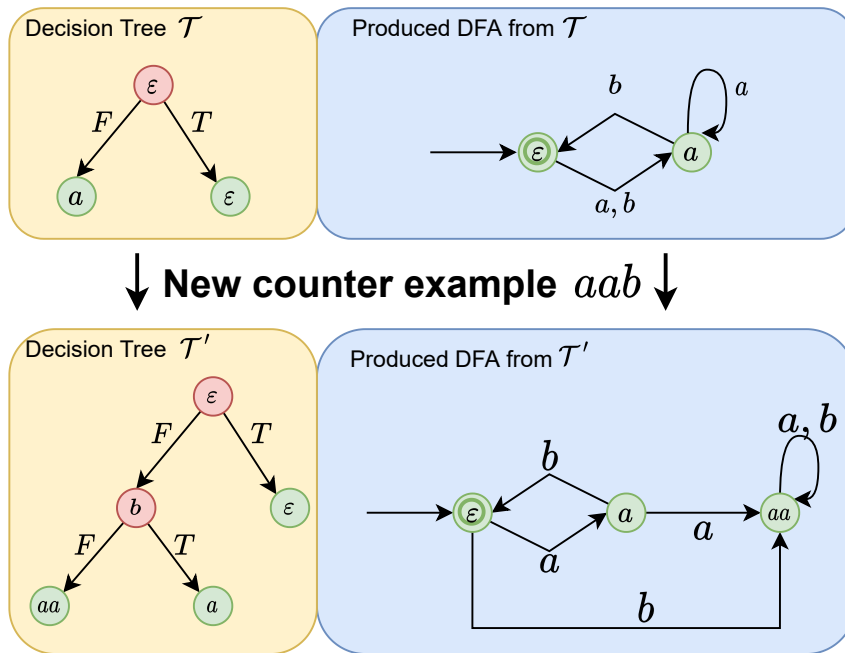 Decision Tree 𝒯
Produced DFA from 𝒯
ε
F
T
a
ε
b
a
ε
a
a, b
New counter example aab
Decision Tree 𝒯'
Produced DFA from 𝒯'
ε
F
T
b
ε
F
T
aa
a
a, b
b
ε
a
aa
a
a
b